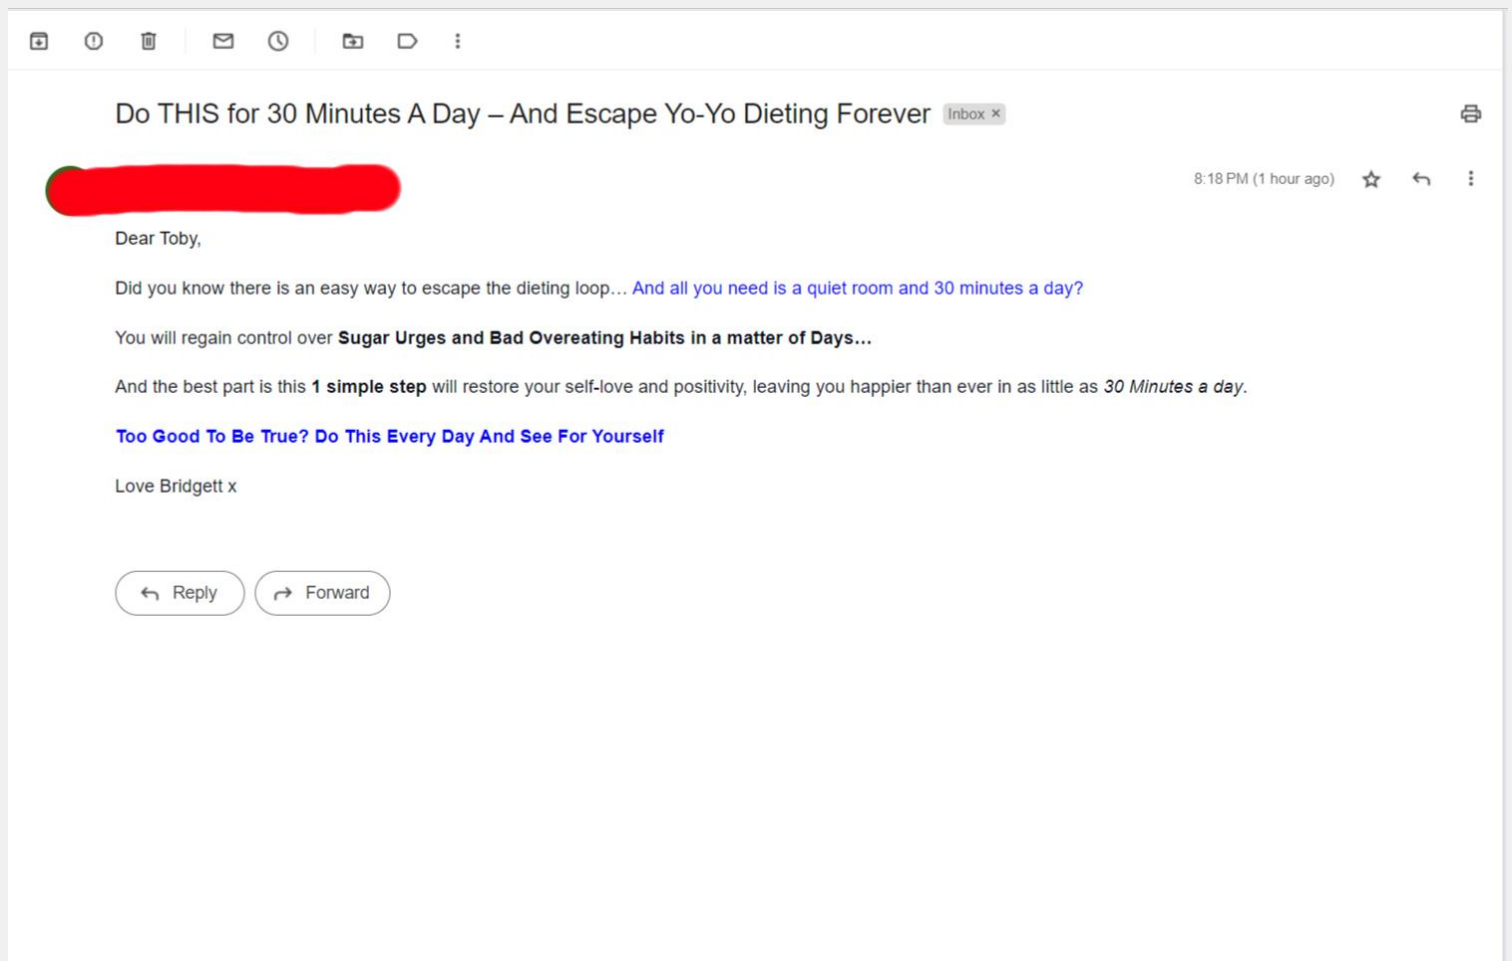 Do THIS for 30 Minutes A Day – And Escape Yo-Yo Dieting Forever Inbox ×
8:18 PM (1 hour ago)
Dear Toby,
Did you know there is an easy way to escape the dieting loop… And all you need is a quiet room and 30 minutes a day?
You will regain control over Sugar Urges and Bad Overeating Habits in a matter of Days…
And the best part is this 1 simple step will restore your self-love and positivity, leaving you happier than ever in as little as 30 Minutes a day.
Too Good To Be True? Do This Every Day And See For Yourself
Love Bridgett x
Reply Forward